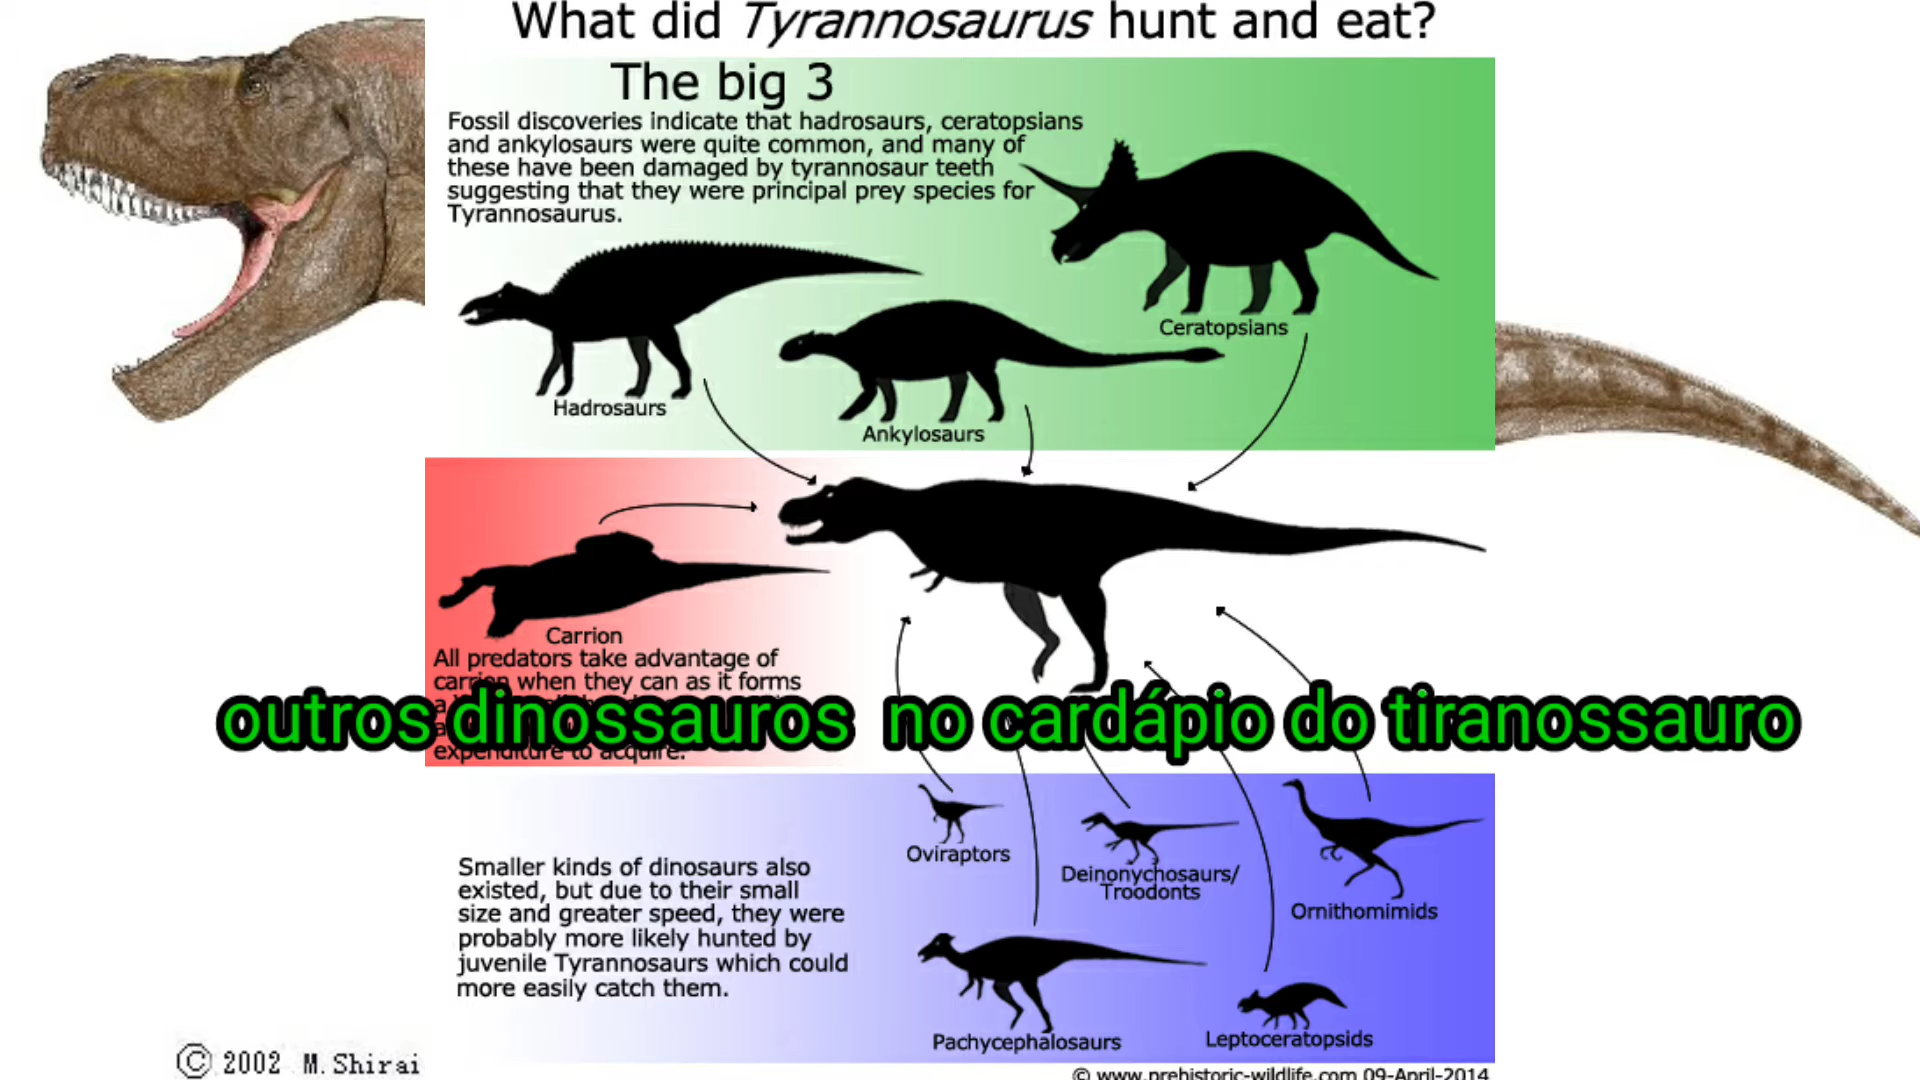 What did Tyrannosaurus hunt and eat?
The big 3
Fossil discoveries indicate that hadrosaurs, ceratopsians
and ankylosaurs were quite common, and many of
these have been damaged by tyrannosaur teeth
suggesting that they were principal prey species for
Tyrannosaurus.
Ceratopsians
Hadrosaurs
Ankylosaurs
Carrion
All predators take advantage of
carrion when they can as it forms
a
outros dinossauros no cardápio do tiranossauro
expenditure to acquire.
Oviraptors
Deinonychosaurs/
Troodonts
Ornithomimids
Smaller kinds of dinosaurs also
existed, but due to their small
size and greater speed, they were
probably more likely hunted by
juvenile Tyrannosaurs which could
more easily catch them.
Pachycephalosaurs
Leptoceratopsids
© 2002 M.Shirai
© www.prehistoric-wildlife.com 09-April-2014